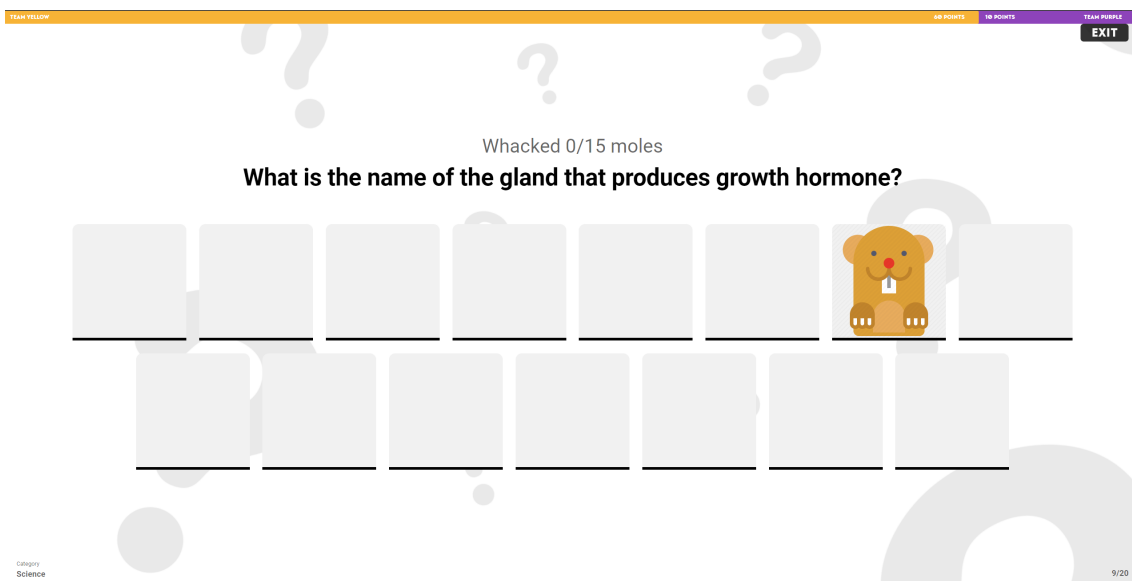 TEAM YELLOW
60 POINTS
10 POINTS
TEAM PURPLE
EXIT
Whacked 0/15 moles
What is the name of the gland that produces growth hormone?
Category
Science
9/20